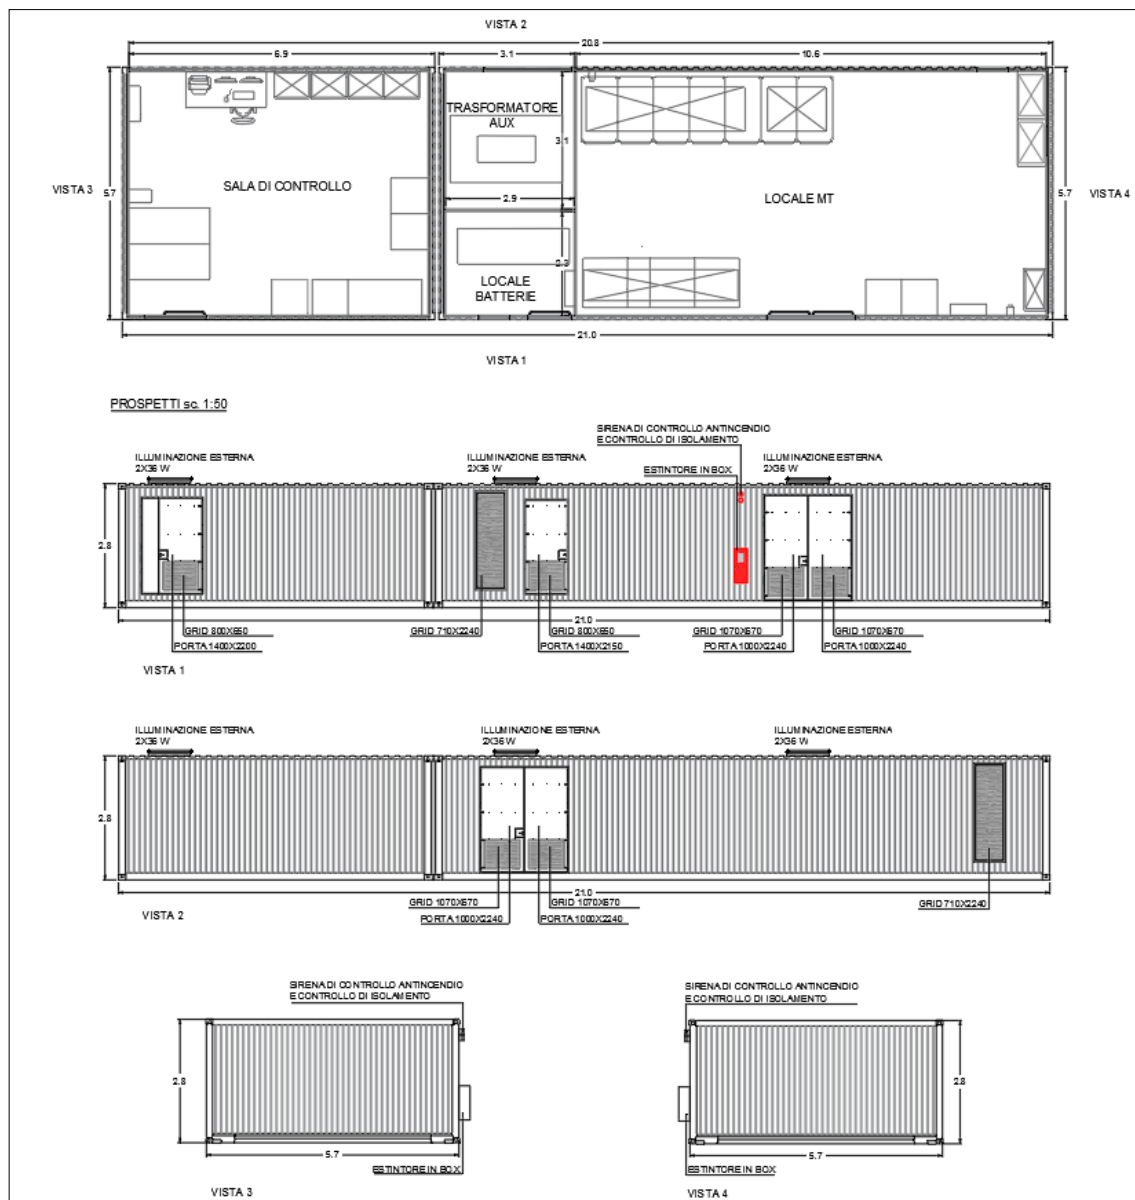 VISTA 2
20.8
6.9
3.1
10.6
TRASFORMATORE
AUX
3.1
SALA DI CONTROLLO
VISTA 3
5.7
LOCALE MT
5.7
VISTA 4
2.9
2.3
LOCALE
BATTERIE
21.0
VISTA 1
PROSPETTI sc. 1:50
SIRENA DI CONTROLLO ANTINCENDIO
E CONTROLLO DI ISOLAMENTO
ILLUMINAZIONE ESTERNA
2X36 W
ILLUMINAZIONE ESTERNA
2X36 W
ESTINTORE IN BOX
ILLUMINAZIONE ESTERNA
2X36 W
2.8
21.0
GRID 800X650
PORTA 1400X2200
GRID 710X2240
GRID 800X650
PORTA 1400X2150
GRID 1070X670
PORTA 1000X2240
GRID 1070X670
PORTA 1000X2240
VISTA 1
ILLUMINAZIONE ESTERNA
2X36 W
ILLUMINAZIONE ESTERNA
2X36 W
ILLUMINAZIONE ESTERNA
2X36 W
2.8
21.0
GRID 1070X670
PORTA 1000X2240
GRID 1070X670
PORTA 1000X2240
GRID 710X2240
VISTA 2
SIRENA DI CONTROLLO ANTINCENDIO
E CONTROLLO DI ISOLAMENTO
2.8
5.7
ESTINTORE IN BOX
VISTA 3
SIRENA DI CONTROLLO ANTINCENDIO
E CONTROLLO DI ISOLAMENTO
2.8
5.7
ESTINTORE IN BOX
VISTA 4